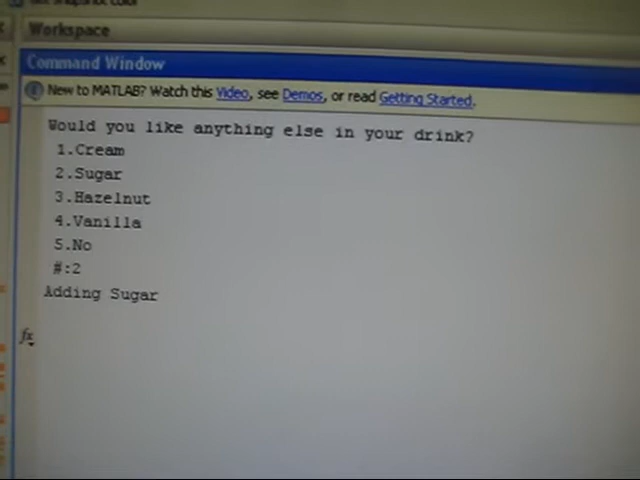 Workspace
Command Window
New to MATLAB? Watch this Video, see Demos, or read Getting Started.
Would you like anything else in your drink?
1.Cream
2.Sugar
3.Hazelnut
4.Vanilla
5.No
#:2
Adding Sugar
fx